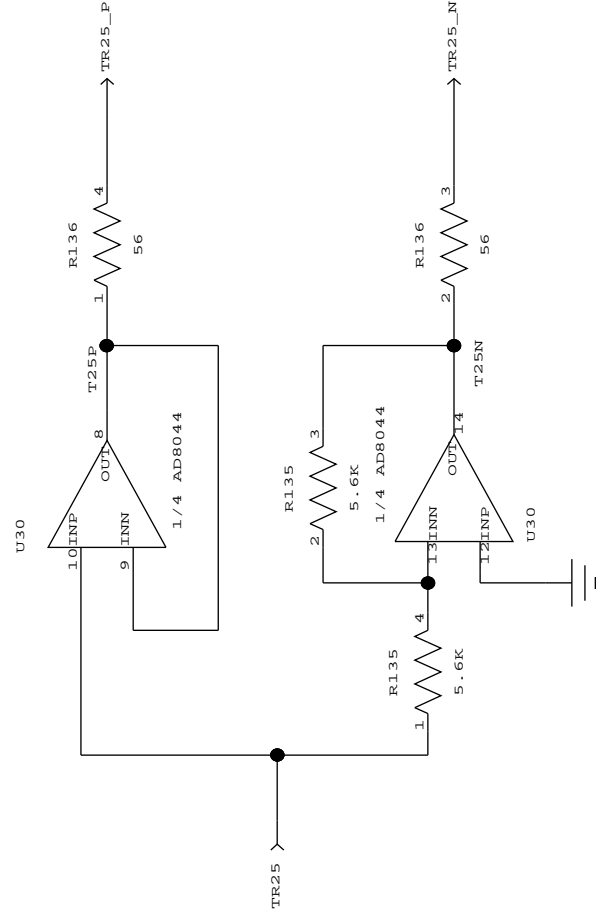 TR25_P
TR25_N
4
R136
56
1
3
R136
56
2
T25P
T25N
8
OUT
1/4 AD8044
U30
10
INP
INN
9
3
R135
5.6K
2
1/4 AD8044
14
OUT
U30
13
INN
12
INP
4
R135
5.6K
1
TR25